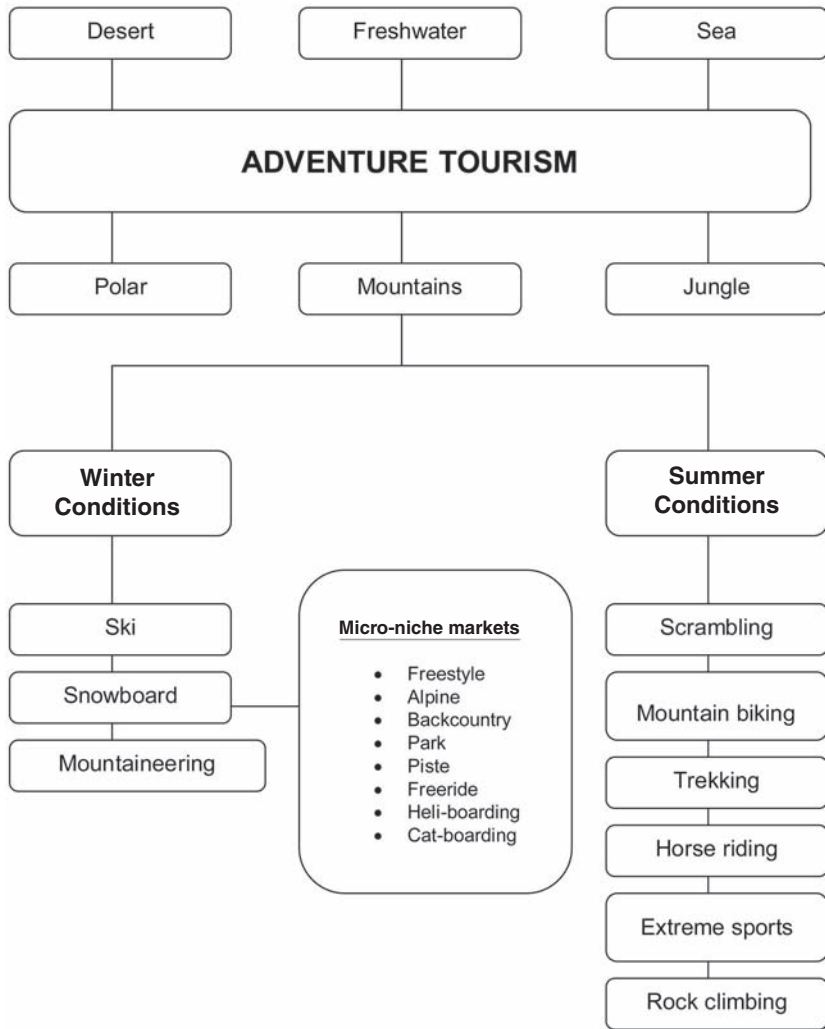 Desert
Freshwater
Sea
ADVENTURE TOURISM
Polar
Mountains
Jungle
Winter
Conditions
Summer
Conditions
Ski
Snowboard
Mountaineering
Micro-niche markets
• Freestyle
• Alpine
• Backcountry
• Park
• Piste
• Freeride
• Heli-boarding
• Cat-boarding
Scrambling
Mountain biking
Trekking
Horse riding
Extreme sports
Rock climbing